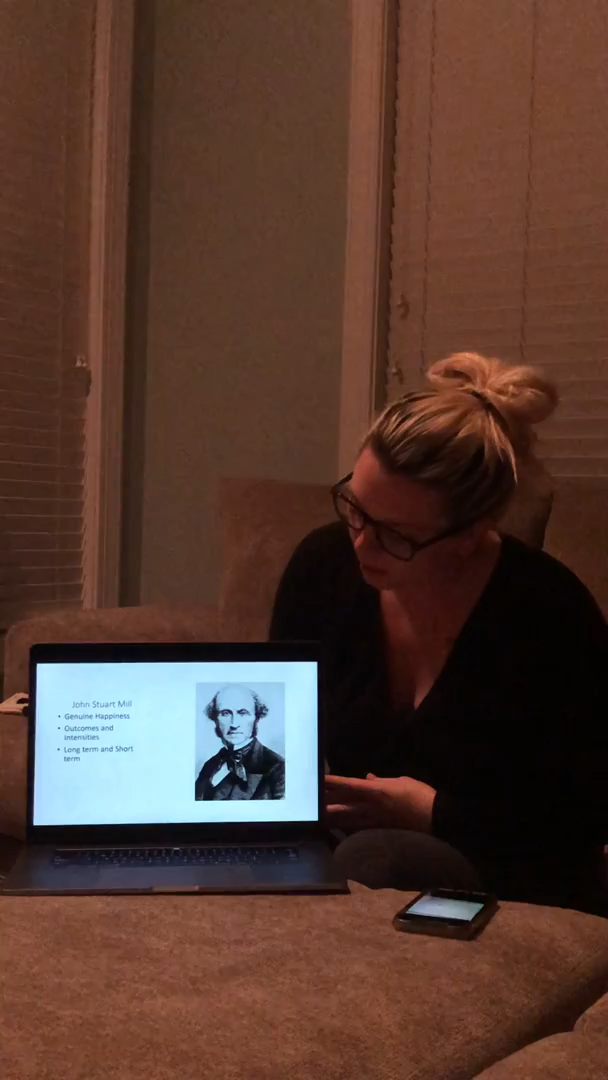 John Stuart Mill
• Genuine Happiness
• Outcomes and
intensities
• Long term and Short
term